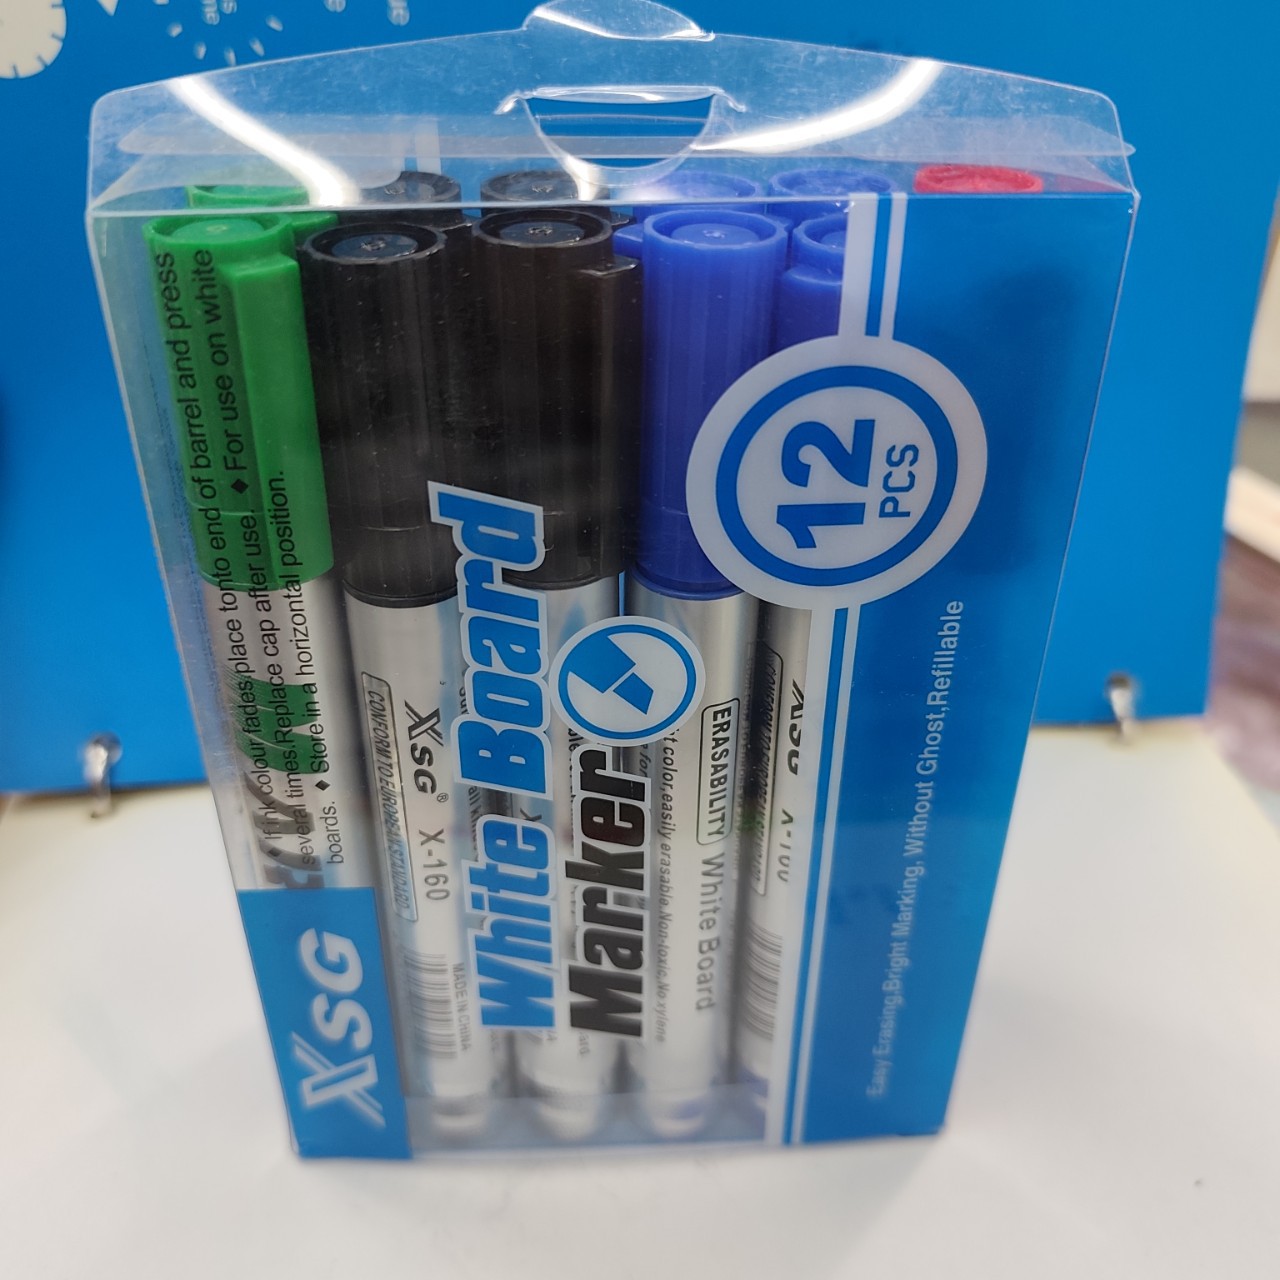 ◆ If ink colour fades,place tonto end of barrel and press
several times.Replace cap after use. ◆ For use on white
boards. ◆ Store in a horizontal position.
XSG
White Board
Marker
12
PCS
Easy Erasing,Bright Marking, Without Ghost,Refillable
CONFORM TO EUROPEAN STANDARD
XSG®
X-160
MADE IN CHINA
ERASABILITY White Board
it color,easily erasable.Non-toxic.No xylene.
XSG